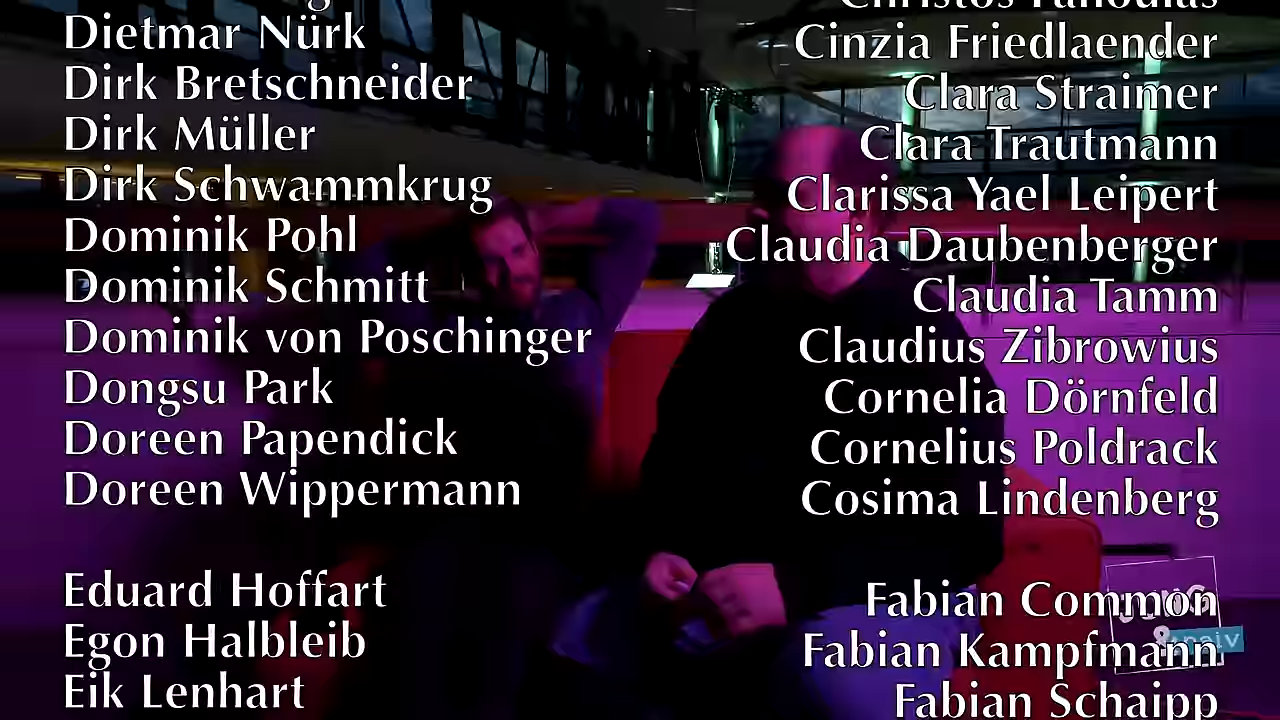 Dietmar Nürk
Dirk Bretschneider
Dirk Müller
Dirk Schwammkrug
Dominik Pohl
Dominik Schmitt
Dominik von Poschinger
Dongsu Park
Doreen Papendick
Doreen Wippermann
Eduard Hoffart
Egon Halbleib
Eik Lenhart
Cinzia Friedlaender
Clara Straimer
Clara Trautmann
Clarissa Yael Leipert
Claudia Daubenberger
Claudia Tamm
Claudius Zibrowius
Cornelia Dörnfeld
Cornelius Poldrack
Cosima Lindenberg
Fabian Common
Fabian Kampfmann
Fabian Schaipp
JUNG
& naiv